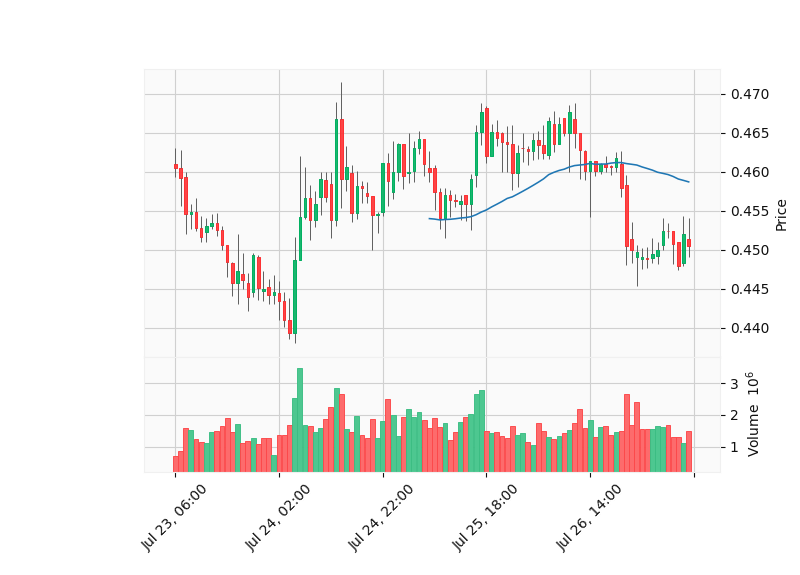 0.470
0.465
0.460
0.455
0.450
0.445
0.440
Price
3
2
1
Volume 10⁶
Jul 23, 06:00
Jul 24, 02:00
Jul 24, 22:00
Jul 25, 18:00
Jul 26, 14:00